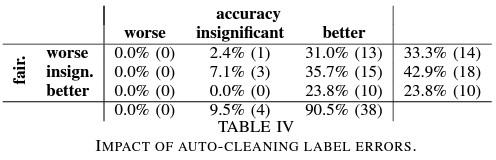 accuracy
worse insignificant better
fair.
worse 0.0% (0) 2.4% (1) 31.0% (13) 33.3% (14)
insign. 0.0% (0) 7.1% (3) 35.7% (15) 42.9% (18)
better 0.0% (0) 0.0% (0) 23.8% (10) 23.8% (10)
0.0% (0) 9.5% (4) 90.5% (38)
TABLE IV
IMPACT OF AUTO-CLEANING LABEL ERRORS.